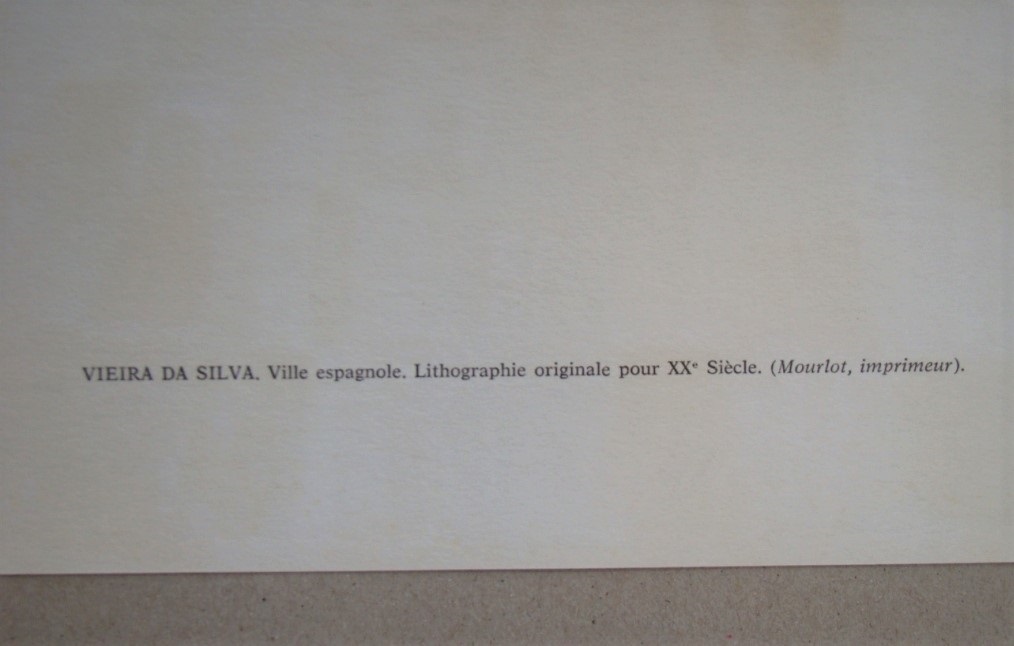 VIEIRA DA SILVA. Ville espagnole. Lithographie originale pour XXᵉ Siècle. (Mourlot, imprimeur).